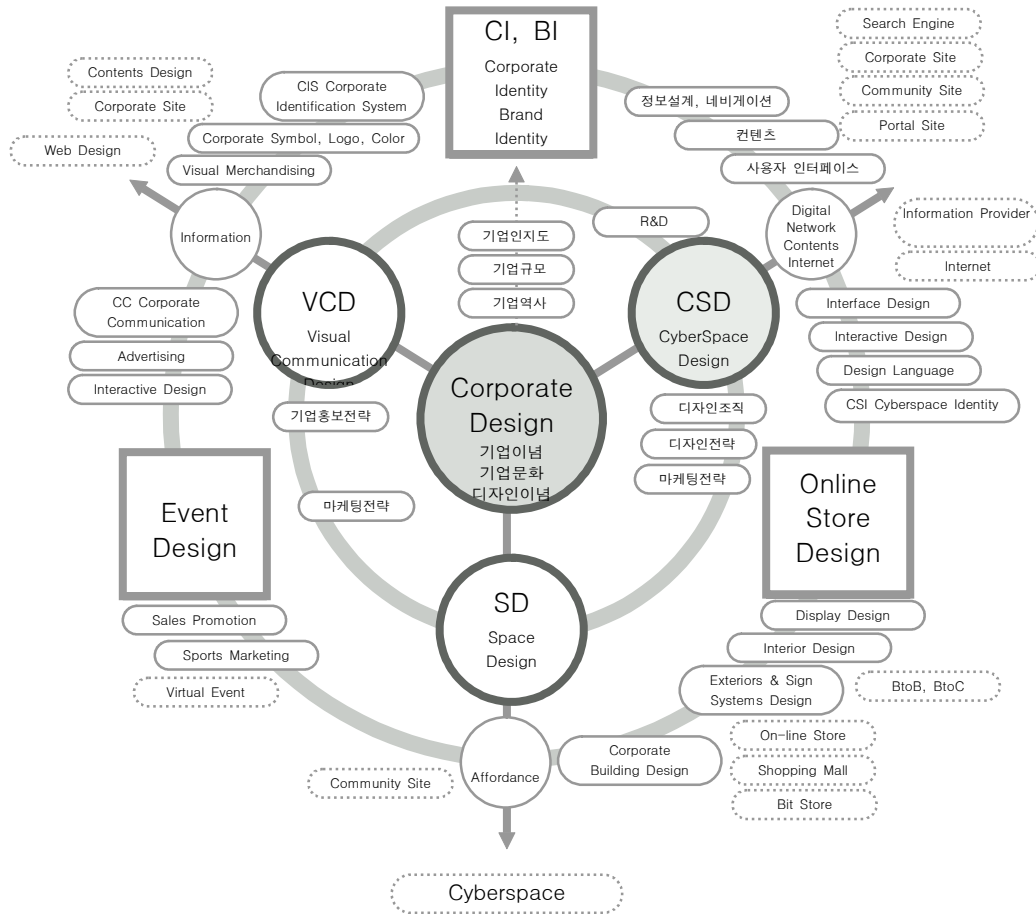 CI, BI
Corporate
Identity
Brand
Identity
Search Engine
Corporate Site
Community Site
Portal Site
Contents Design
Corporate Site
Web Design
CIS Corporate
Identification System
Corporate Symbol, Logo, Color
Visual Merchandising
정보설계, 네비게이션
컨텐츠
사용자 인터페이스
Information
Digital
Network
Contents
Internet
Information Provider
Internet
R&D
기업인지도
기업규모
기업역사
VCD
Visual
Communication
Design
CSD
CyberSpace
Design
CC Corporate
Communication
Advertising
Interactive Design
Interface Design
Interactive Design
Design Language
CSI Cyberspace Identity
Corporate
Design
기업이념
기업문화
디자인이념
기업홍보전략
마케팅전략
디자인조직
디자인전략
마케팅전략
Event
Design
Online
Store
Design
SD
Space
Design
Sales Promotion
Sports Marketing
Virtual Event
Display Design
Interior Design
Exteriors & Sign
Systems Design
BtoB, BtoC
On-line Store
Shopping Mall
Bit Store
Corporate
Building Design
Affordance
Community Site
Cyberspace